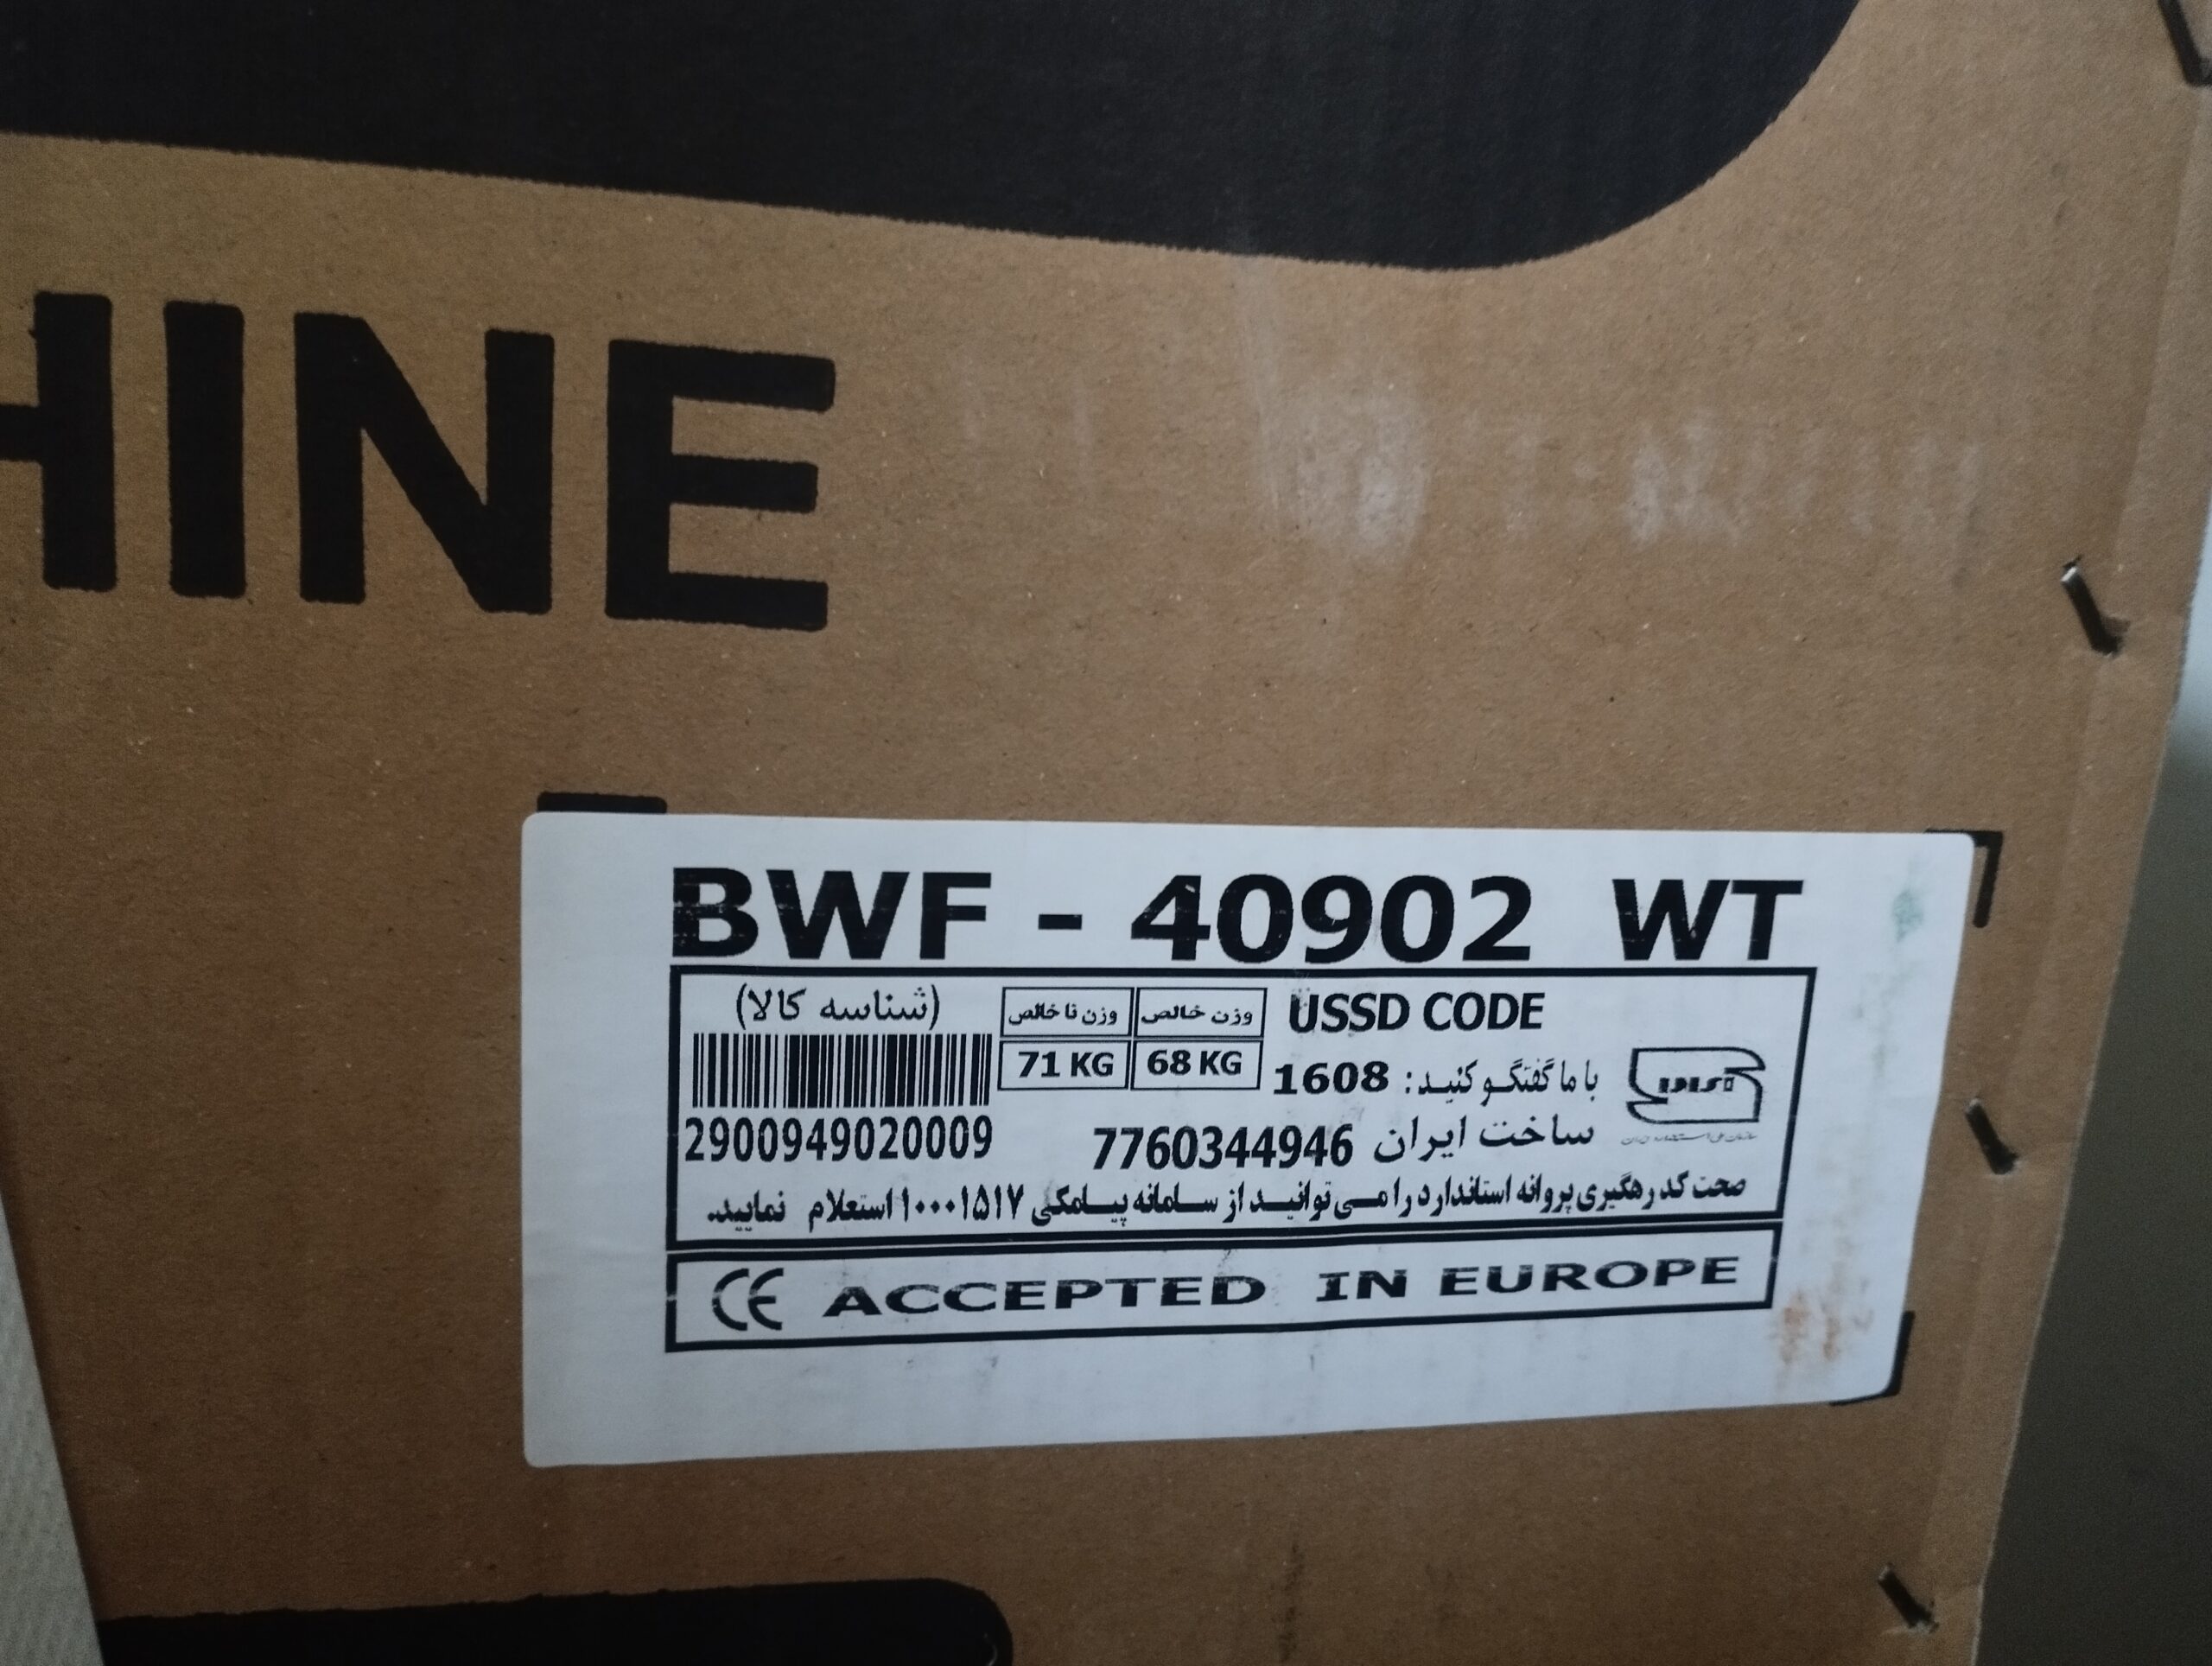 HINE
BWF - 40902 WT
(شناسه کالا)
وزن ناخالص
وزن خالص
USSD CODE
71 KG
68 KG
با ما گفتگو کنید: 1608
2900949020009
ساخت ایران 7760344946
صحت کد رهگیری پروانه استاندارد را می توانید از سامانه پیامکی ۱۰۰۰۱۵۱۷ استعلام نمایید.
CE ACCEPTED IN EUROPE